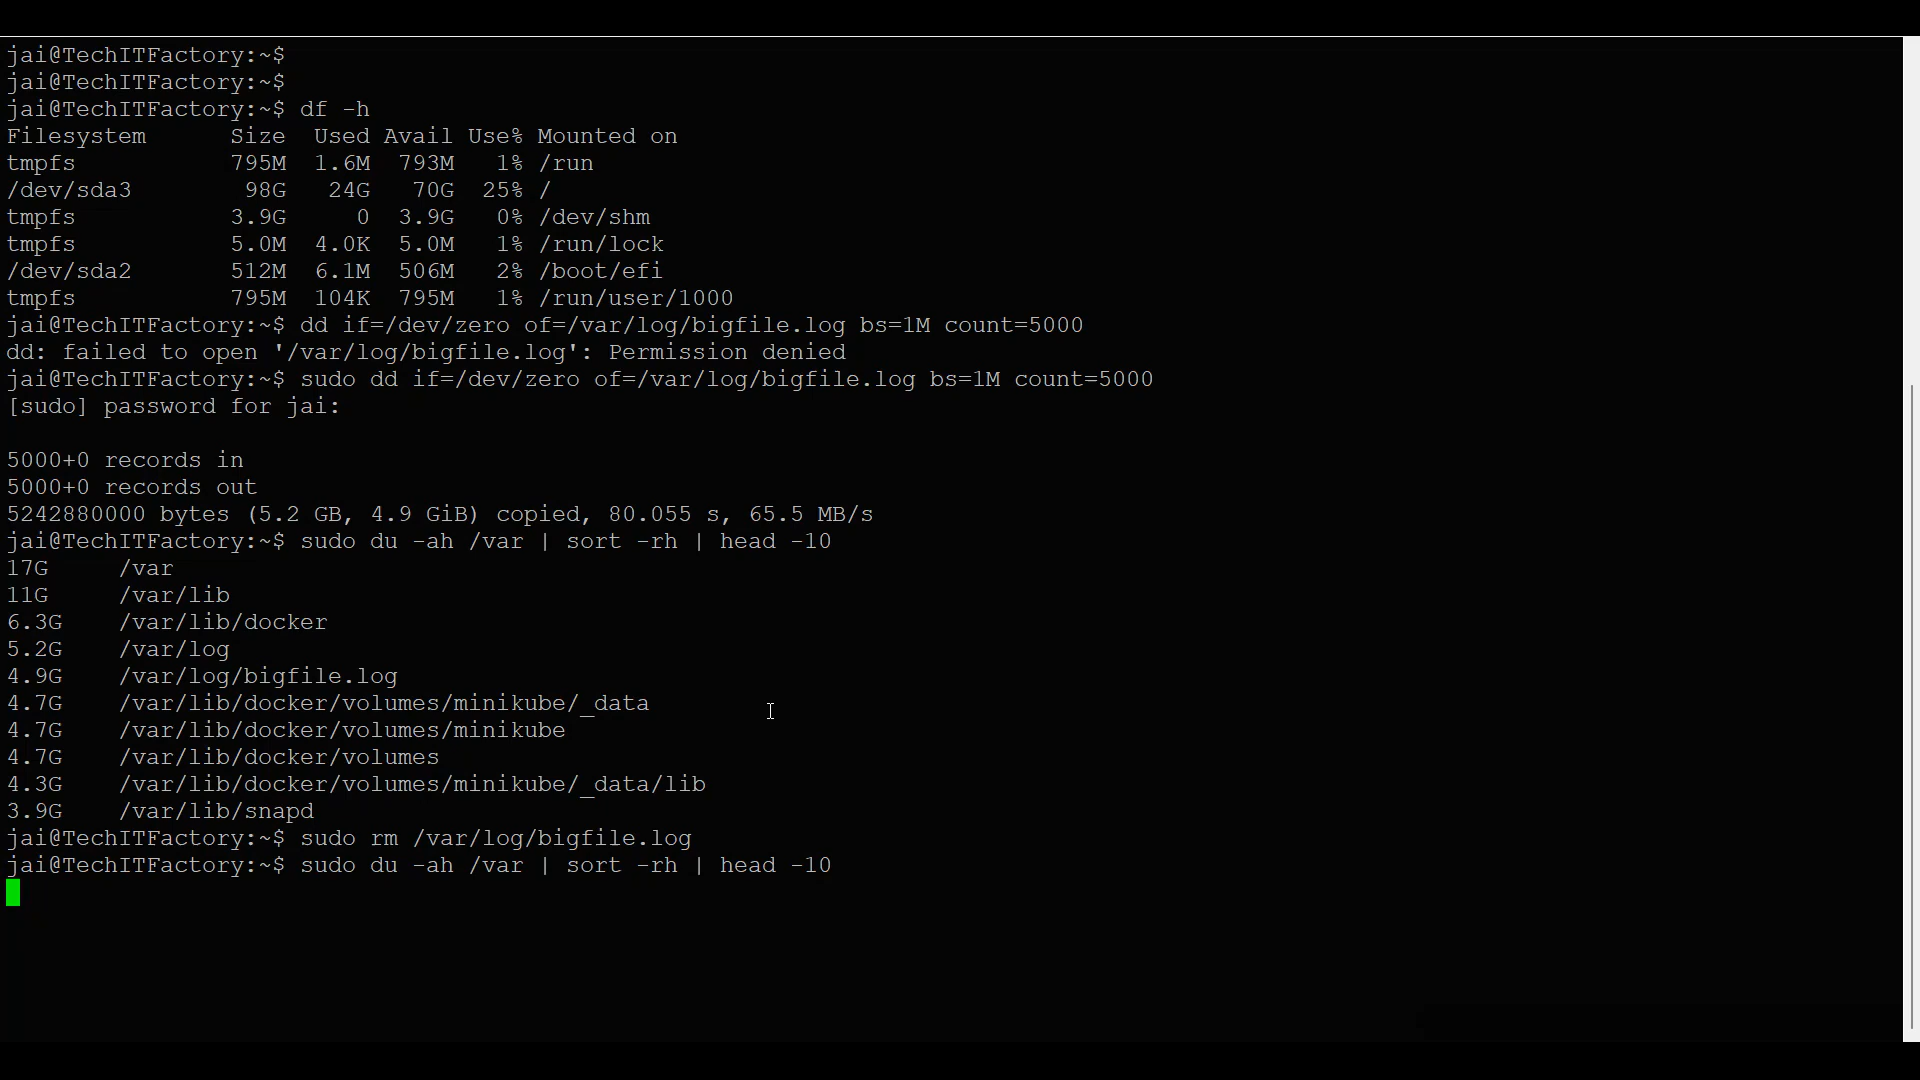 jai@TechITFactory:~$
jai@TechITFactory:~$
jai@TechITFactory:~$ df -h
Filesystem      Size  Used Avail Use% Mounted on
tmpfs           795M  1.6M  793M   1% /run
/dev/sda3        98G   24G   70G  25% /
tmpfs           3.9G     0  3.9G   0% /dev/shm
tmpfs           5.0M  4.0K  5.0M   1% /run/lock
/dev/sda2       512M  6.1M  506M   2% /boot/efi
tmpfs           795M  104K  795M   1% /run/user/1000
jai@TechITFactory:~$ dd if=/dev/zero of=/var/log/bigfile.log bs=1M count=5000
dd: failed to open '/var/log/bigfile.log': Permission denied
jai@TechITFactory:~$ sudo dd if=/dev/zero of=/var/log/bigfile.log bs=1M count=5000
[sudo] password for jai:
5000+0 records in
5000+0 records out
5242880000 bytes (5.2 GB, 4.9 GiB) copied, 80.055 s, 65.5 MB/s
jai@TechITFactory:~$ sudo du -ah /var | sort -rh | head -10
17G     /var
11G     /var/lib
6.3G    /var/lib/docker
5.2G    /var/log
4.9G    /var/log/bigfile.log
4.7G    /var/lib/docker/volumes/minikube/_data
4.7G    /var/lib/docker/volumes/minikube
4.7G    /var/lib/docker/volumes
4.3G    /var/lib/docker/volumes/minikube/_data/lib
3.9G    /var/lib/snapd
jai@TechITFactory:~$ sudo rm /var/log/bigfile.log
jai@TechITFactory:~$ sudo du -ah /var | sort -rh | head -10